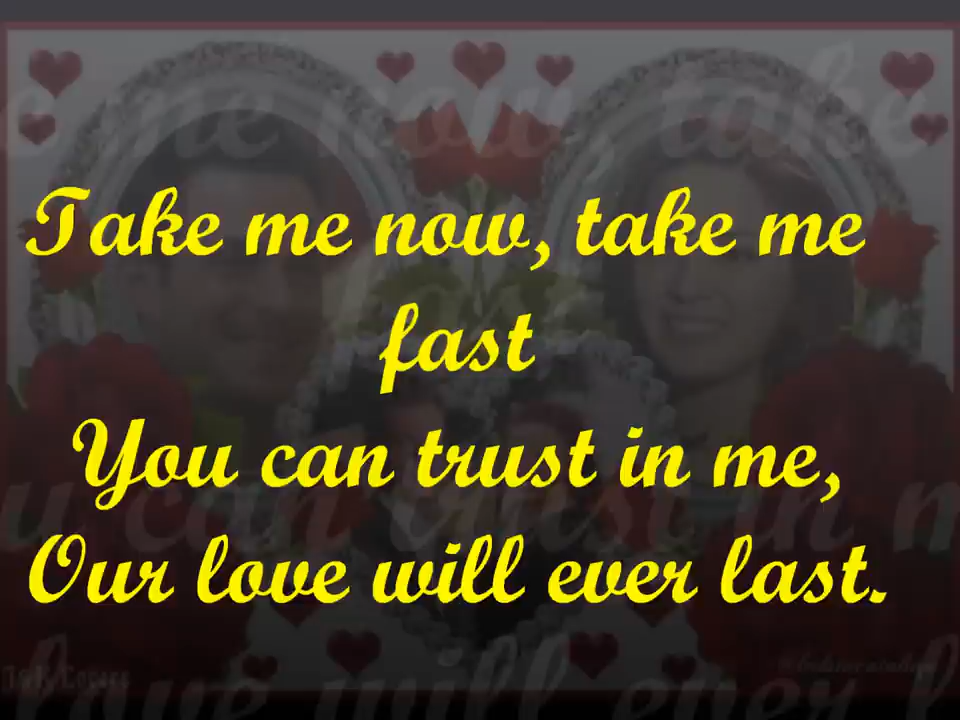 Take me now, take me
fast
You can trust in me,
Our love will ever last.